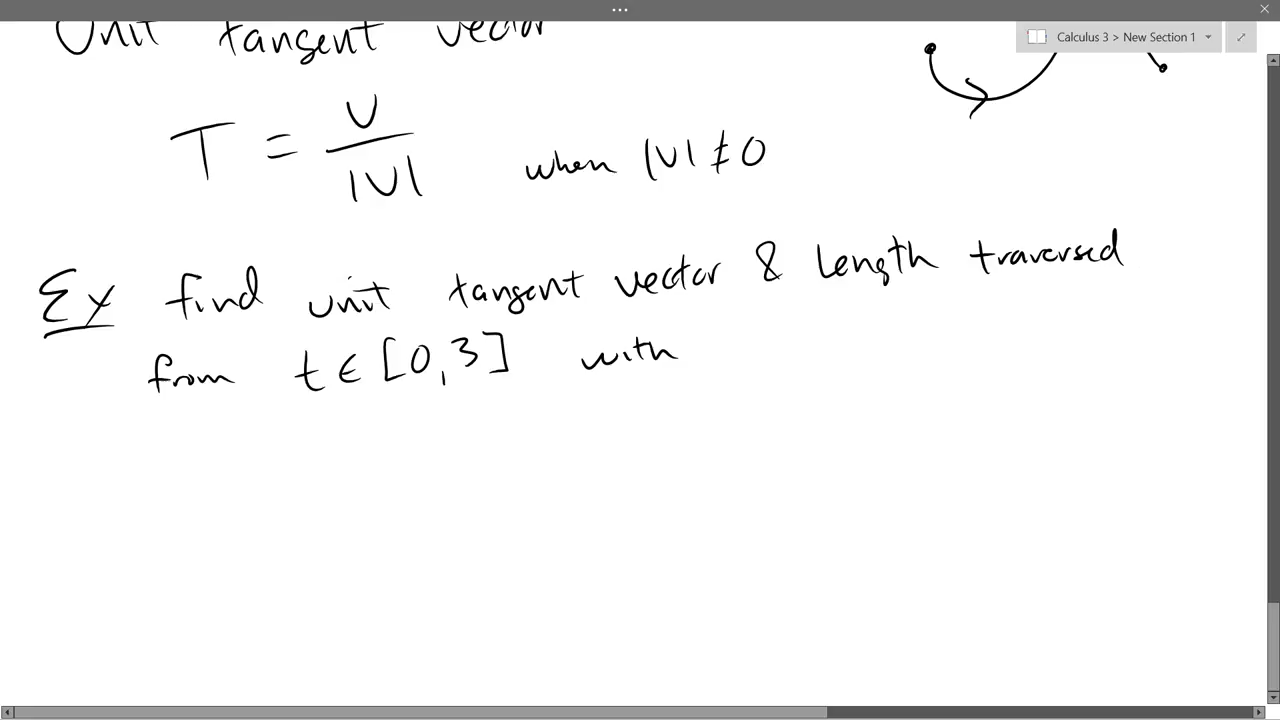 Unit tangent vector
Calculus 3 > New Section 1
T = v / |v| when |v| ≠ 0
Ex find unit tangent vector & length traversed
from t ∈ [0,3] with